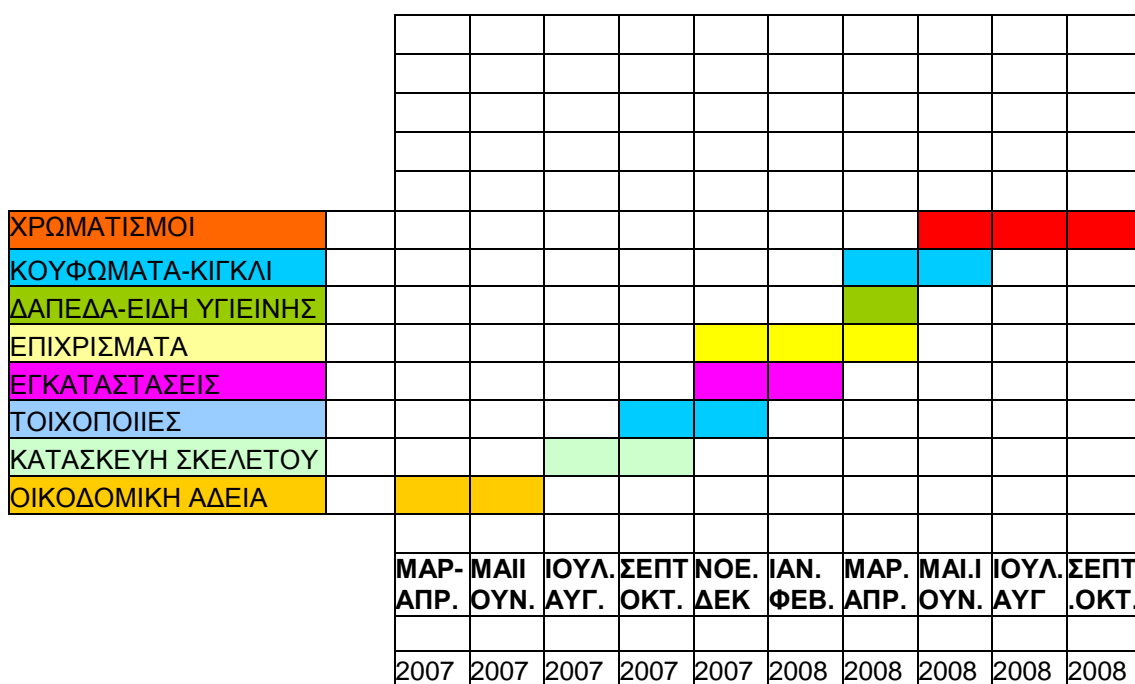 ΧΡΩΜΑΤΙΣΜΟΙ
ΚΟΥΦΩΜΑΤΑ-ΚΙΓΚΛΙ
ΔΑΠΕΔΑ-ΕΙΔΗ ΥΓΙΕΙΝΗΣ
ΕΠΙΧΡΙΣΜΑΤΑ
ΕΓΚΑΤΑΣΤΑΣΕΙΣ
ΤΟΙΧΟΠΟΙΙΕΣ
ΚΑΤΑΣΚΕΥΗ ΣΚΕΛΕΤΟΥ
ΟΙΚΟΔΟΜΙΚΗ ΑΔΕΙΑ
ΜΑΡ- ΜΑΙΙ ΙΟΥΛ. ΣΕΠΤ ΝΟΕ. ΙΑΝ. ΜΑΡ. ΜΑΙ.Ι ΙΟΥΛ. ΣΕΠΤ
ΑΠΡ. ΟΥΝ. ΑΥΓ. ΟΚΤ. ΔΕΚ ΦΕΒ. ΑΠΡ. ΟΥΝ. ΑΥΓ .ΟΚΤ.
2007 2007 2007 2007 2007 2008 2008 2008 2008 2008